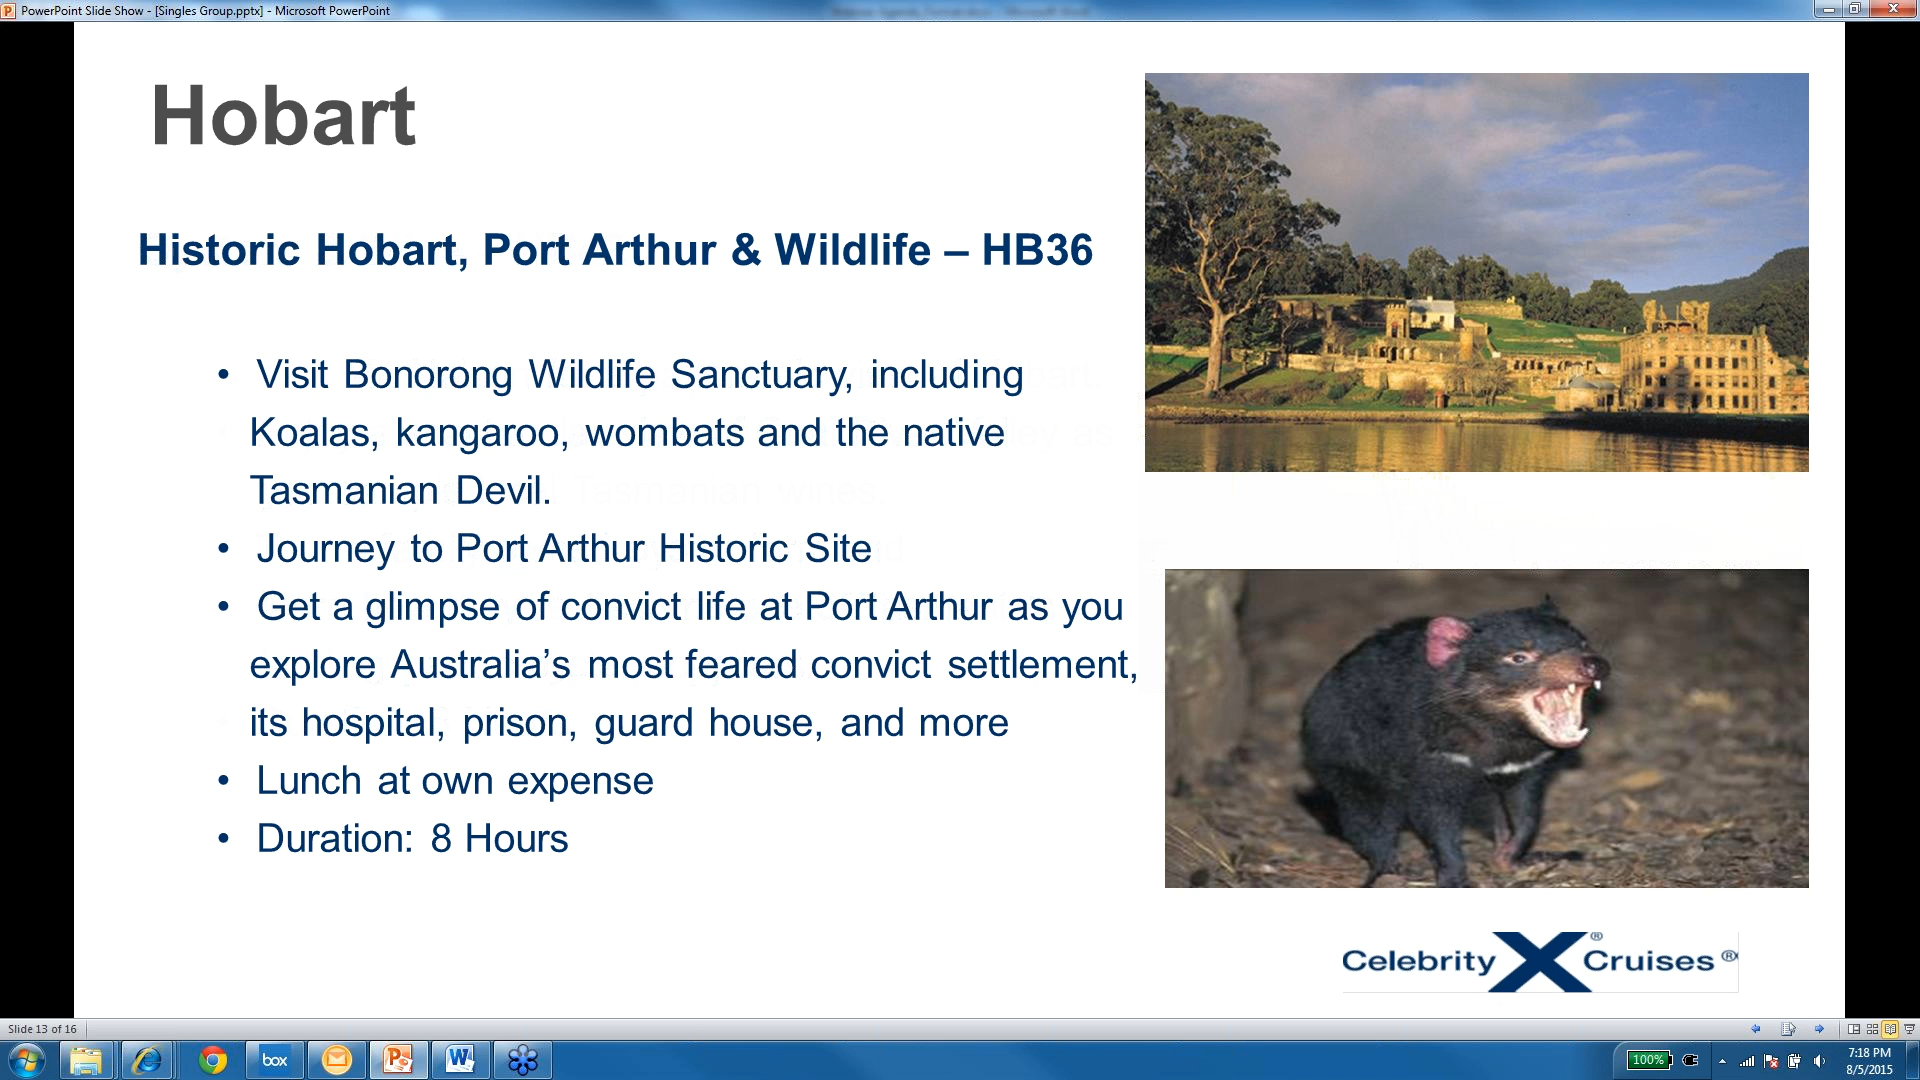 PowerPoint Slide Show - [Singles Group.pptx] - Microsoft PowerPoint
Hobart
Historic Hobart, Port Arthur & Wildlife – HB36
• Visit Bonorong Wildlife Sanctuary, including
Koalas, kangaroo, wombats and the native
Tasmanian Devil.
• Journey to Port Arthur Historic Site
• Get a glimpse of convict life at Port Arthur as you
explore Australia’s most feared convict settlement,
its hospital, prison, guard house, and more
• Lunch at own expense
• Duration: 8 Hours
Celebrity X® Cruises®
Slide 13 of 16
box
100%
7:18 PM
8/5/2015